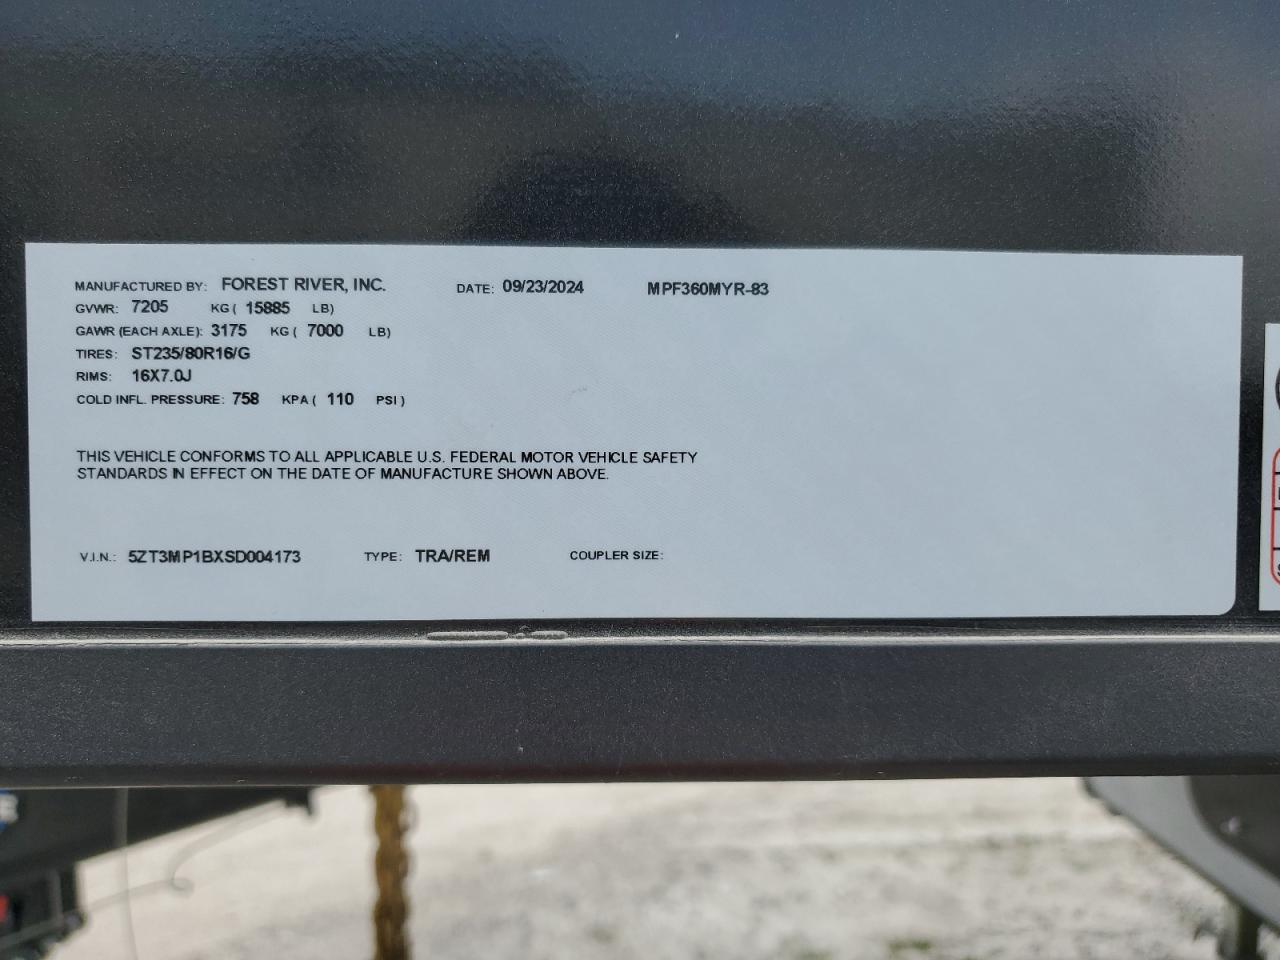 MANUFACTURED BY: FOREST RIVER, INC. DATE: 09/23/2024 MPF360MYR-83
GVWR: 7205 KG ( 15885 LB)
GAWR (EACH AXLE): 3175 KG ( 7000 LB)
TIRES: ST235/80R16/G
RIMS: 16X7.0J
COLD INFL. PRESSURE: 758 KPA ( 110 PSI )
THIS VEHICLE CONFORMS TO ALL APPLICABLE U.S. FEDERAL MOTOR VEHICLE SAFETY
STANDARDS IN EFFECT ON THE DATE OF MANUFACTURE SHOWN ABOVE.
V.I.N.: 5ZT3MP1BXSD004173 TYPE: TRA/REM COUPLER SIZE: